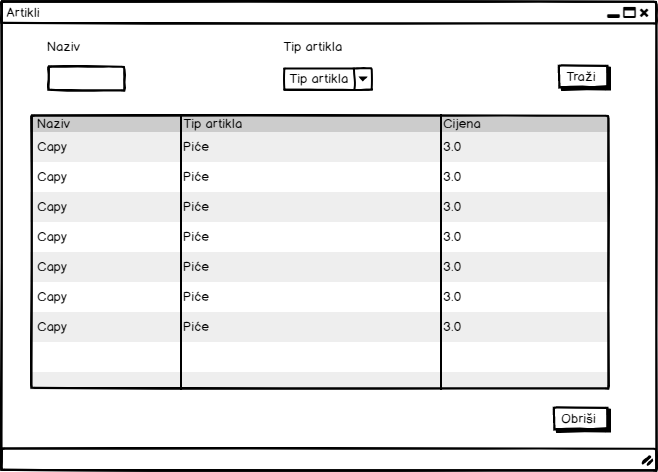 Artikli
Naziv Tip artikla
Tip artikla Traži
Naziv Tip artikla Cijena
Capy Piće 3.0
Capy Piće 3.0
Capy Piće 3.0
Capy Piće 3.0
Capy Piće 3.0
Capy Piće 3.0
Capy Piće 3.0
Obriši